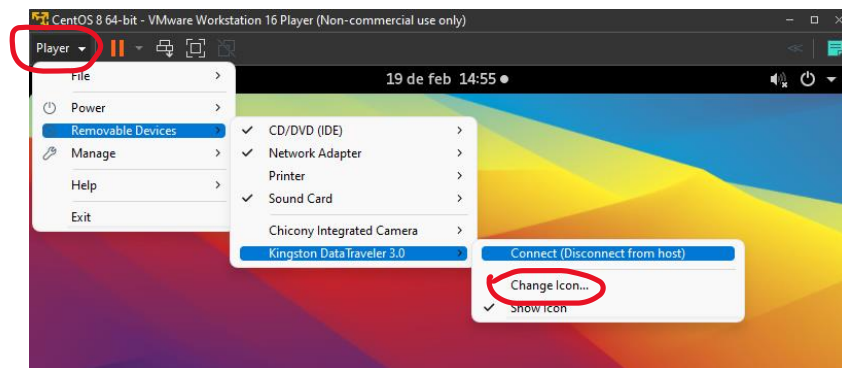 CentOS 8 64-bit - VMware Workstation 16 Player (Non-commercial use only)
Player
19 de feb 14:55
File
Power
Removable Devices
Manage
Help
Exit
CD/DVD (IDE)
Network Adapter
Printer
Sound Card
Chicony Integrated Camera
Kingston DataTraveler 3.0
Connect (Disconnect from host)
Change Icon...
Show Icon